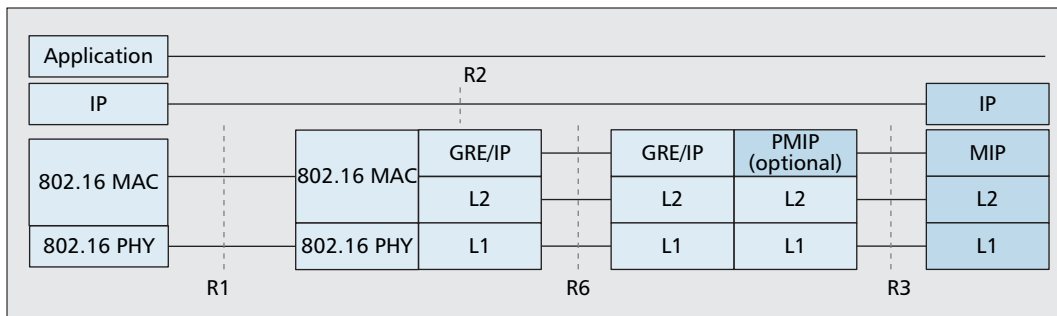 Application
R2
IP
IP
802.16 MAC
802.16 MAC
GRE/IP
GRE/IP
PMIP
(optional)
MIP
L2
L2
L2
L2
802.16 PHY
802.16 PHY
L1
L1
L1
L1
R1
R6
R3